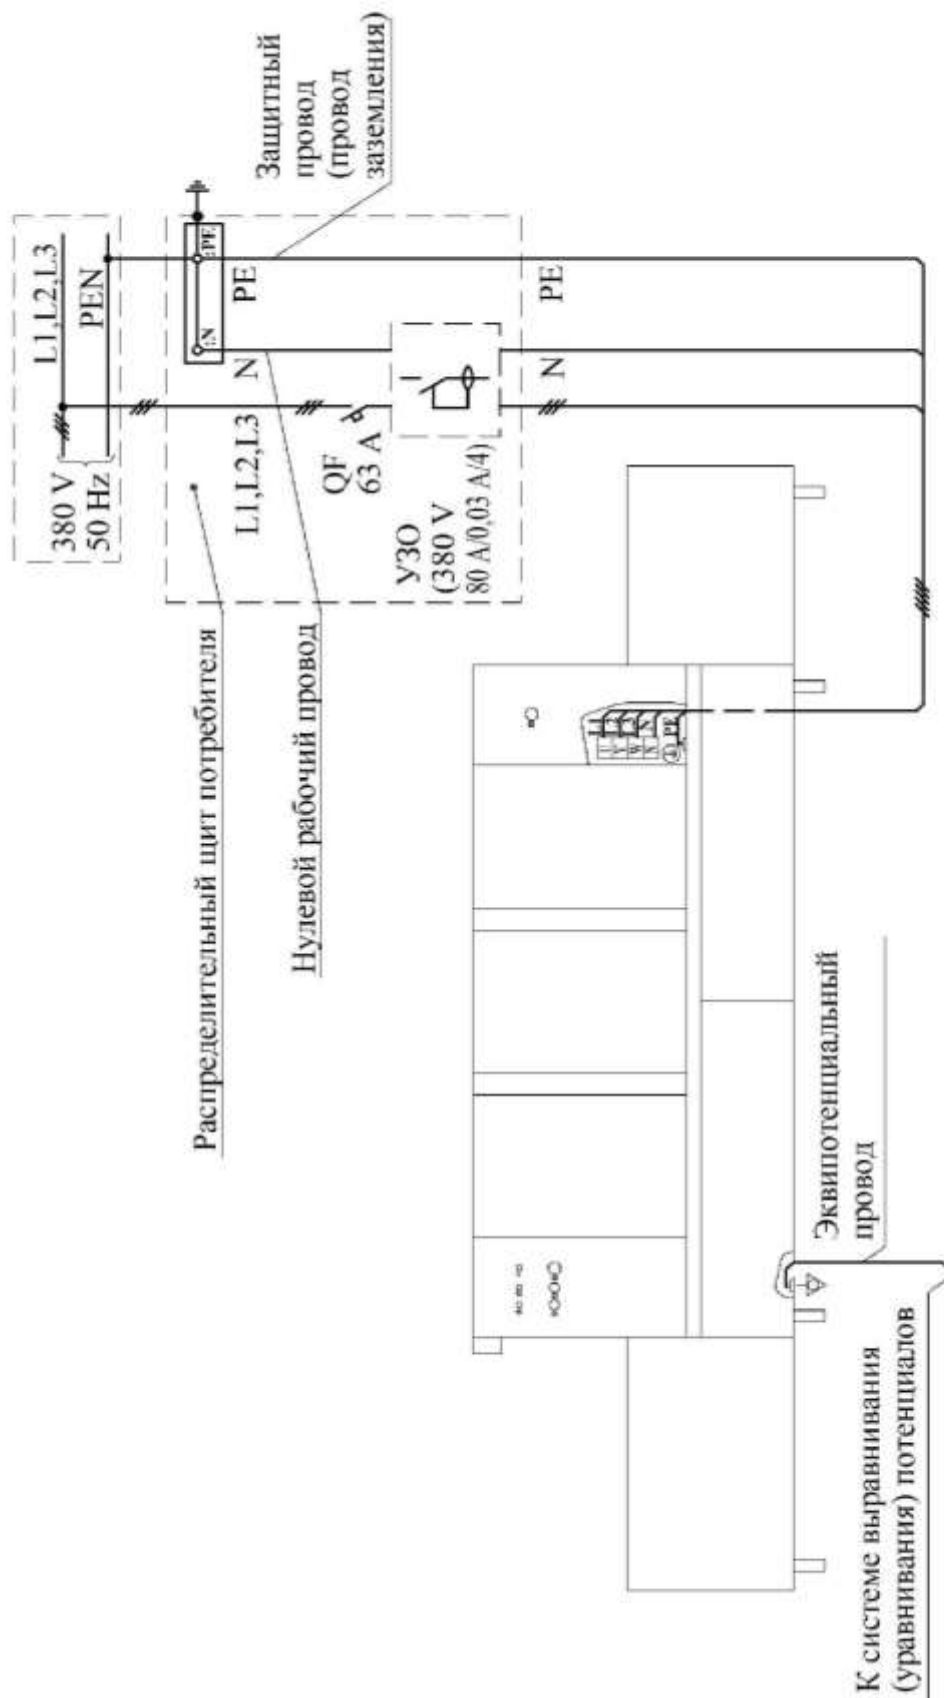 380 V
50 Hz
L1,L2,L3
PEN
:N
:PE
N
PE
L1,L2,L3
QF
63 A
УЗО
(380 V
80 А/0,03 А/4)
N
PE
Защитный
провод
(провод
заземления)
Распределительный щит потребителя
Нулевой рабочий провод
N
N
PE
Эквипотенциальный
провод
К системе выравнивания
(уравнивания) потенциалов